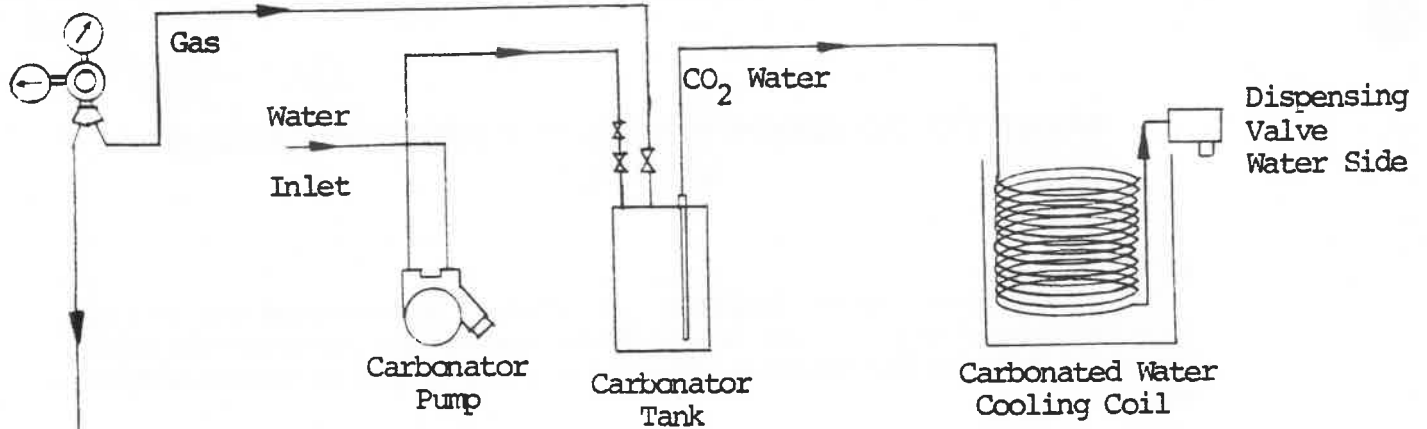 Gas
Water
Inlet
CO₂ Water
Dispensing
Valve
Water Side
Carbonator
Pump
Carbonator
Tank
Carbonated Water
Cooling Coil